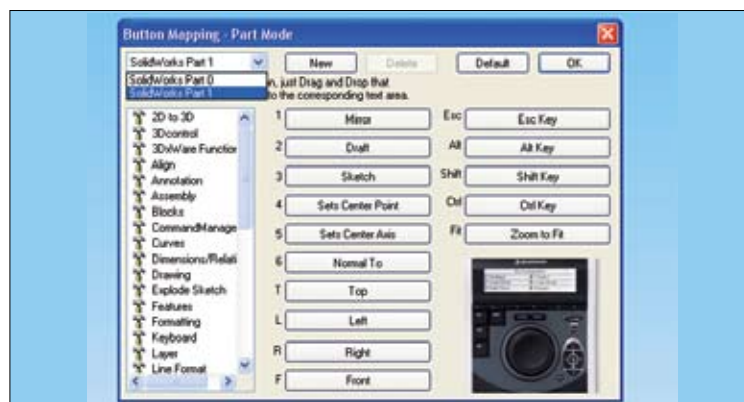 Button Mapping - Part Mode
SolidWorks Part 1
New
Delete
Default
OK
SolidWorks Part 0
SolidWorks Part 1
n, just Drag and Drop that
to the corresponding text area.
2D to 3D
3Dcontrol
3DxWare Function
Align
Annotation
Assembly
Blocks
CommandManage
Curves
Dimensions/Relati
Drawing
Explode Sketch
Features
Formatting
Keyboard
Layer
Line Format
1 Mirror
2 Draft
3 Sketch
4 Sets Center Point
5 Sets Center Axis
6 Normal To
T Top
L Left
R Right
F Front
Esc Esc Key
Alt Alt Key
Shift Shift Key
Ctrl Ctrl Key
Fit Zoom to Fit